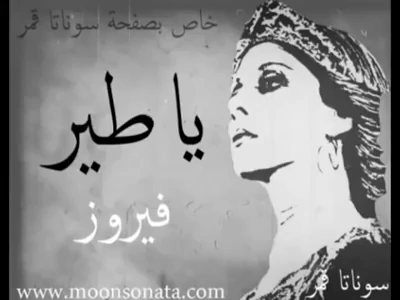 خاص بصفحة سوناتا قمر
يا طير
فيروز
سوناتا قمر
www.moonsonata.com